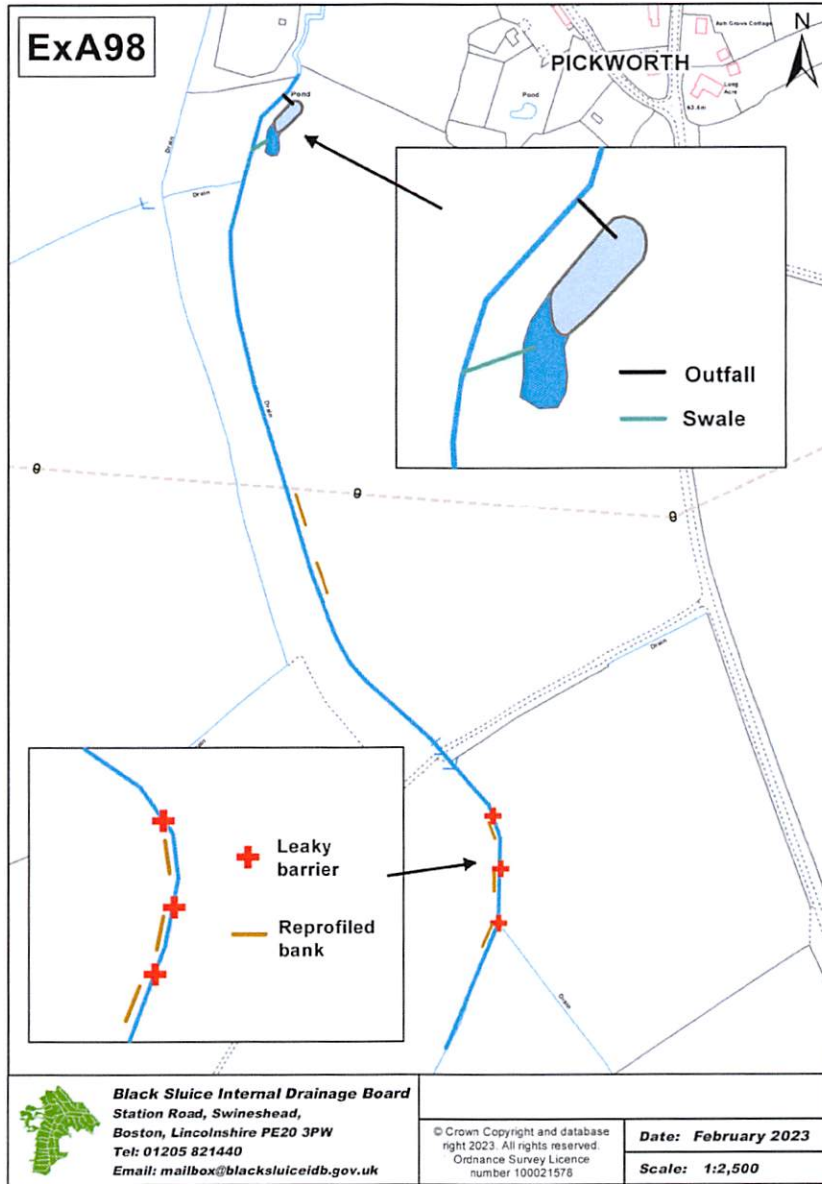 ExA98
N
PICKWORTH
Ash Grove Cottage
Long
Acre
63.4m
Pond
Pond
Drain
Drain
Outfall
Swale
Drain
Drain
Leaky
barrier
Reprofiled
bank
Drain
Black Sluice Internal Drainage Board
Station Road, Swineshead,
Boston, Lincolnshire PE20 3PW
Tel: 01205 821440
Email: mailbox@blacksluiceidb.gov.uk
© Crown Copyright and database
right 2023. All rights reserved.
Ordnance Survey Licence
number 100021578
Date: February 2023
Scale: 1:2,500